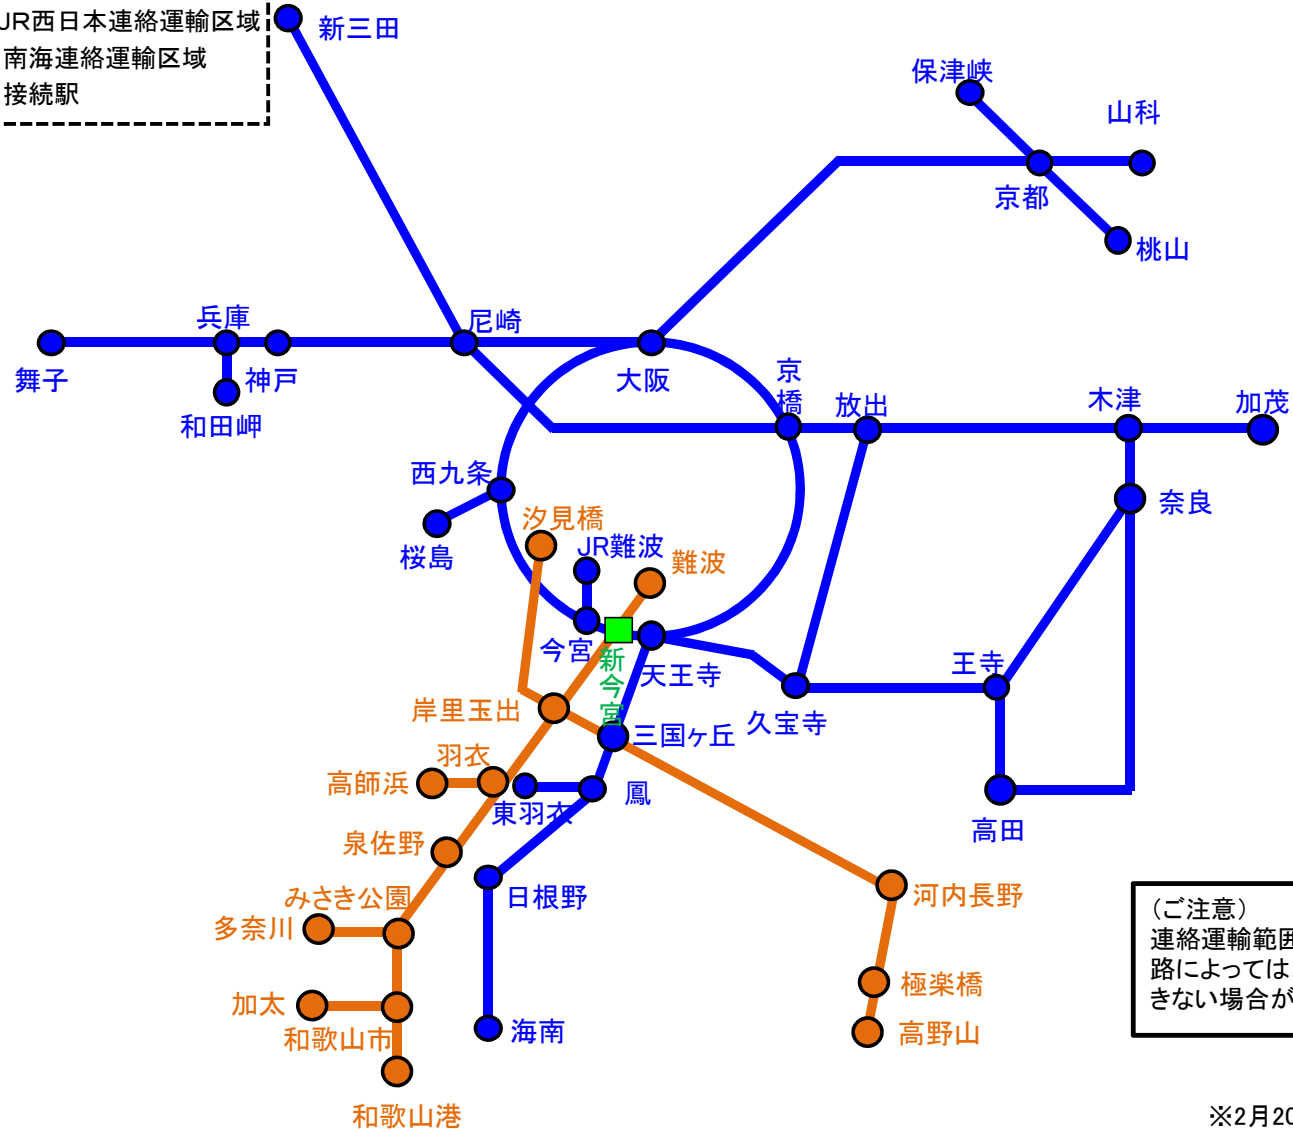 JR西日本連絡運輸区域
南海連絡運輸区域
接続駅
新三田
保津峡
山科
京都
桃山
兵庫
尼崎
舞子
神戸
和田岬
大阪
京橋
放出
木津
加茂
西九条
桜島
奈良
汐見橋
JR難波
難波
今宮
新今宮
天王寺
王寺
久宝寺
岸里玉出
三国ヶ丘
羽衣
高師浜
東羽衣
鳳
高田
泉佐野
みさき公園
多奈川
日根野
河内長野
加太
和歌山市
海南
極楽橋
高野山
和歌山港
（ご注意）
連絡運輸範囲
路によっては
きない場合が
※2月20